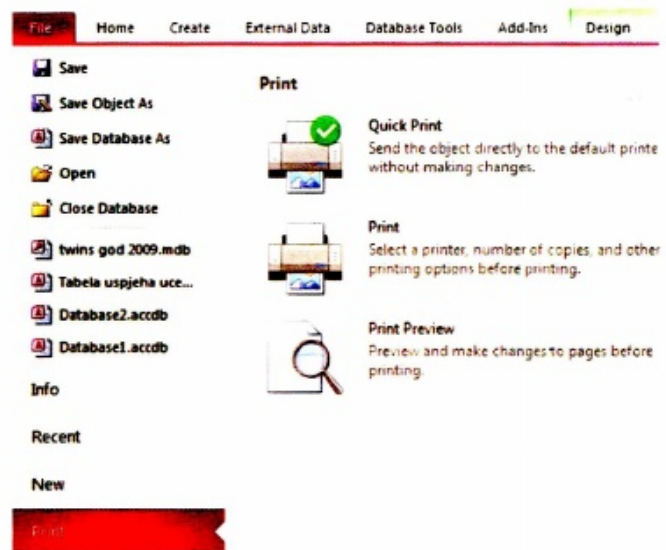 File Home Create External Data Database Tools Add-Ins Design
Save
Save Object As
Save Database As
Open
Close Database
twins god 2009.mdb
Tabela uspjeha uce...
Database2.accdb
Database1.accdb
Info
Recent
New
Print
Print
Quick Print
Send the object directly to the default printe
without making changes.
Print
Select a printer, number of copies, and other
printing options before printing.
Print Preview
Preview and make changes to pages before
printing.